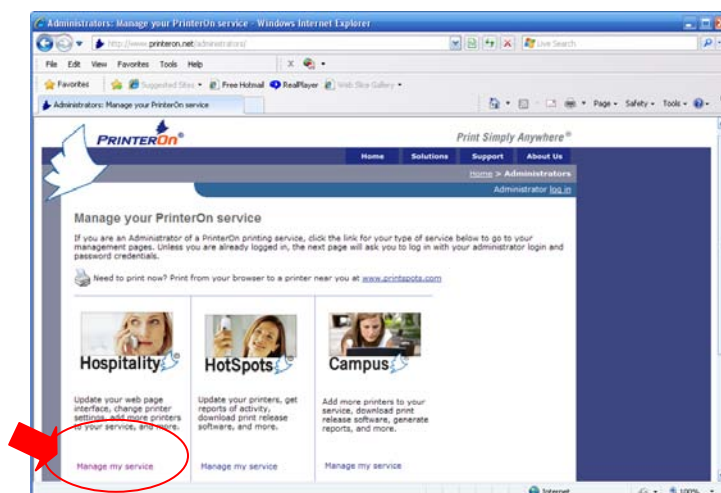 Administrators: Manage your PrinterOn service - Windows Internet Explorer
http://www.printeron.net/administrators/
Live Search
File Edit View Favorites Tools Help
X
Favorites Suggested Sites Free Hotmail RealPlayer Web Slice Gallery
Administrators: Manage your PrinterOn service
Page Safety Tools
PRINTERON®
Print Simply Anywhere®
Home Solutions Support About Us
Home > Administrators
Administrator log in
Manage your PrinterOn service
If you are an Administrator of a PrinterOn printing service, click the link for your type of service below to go to your
management pages. Unless you are already logged in, the next page will ask you to log in with your administrator login and
password credentials.
Need to print now? Print from your browser to a printer near you at www.printspots.com
Hospitality
Update your web page
interface, change printer
settings, add more printers
to your service, and more.
Manage my service
HotSpots
Update your printers, get
reports of activity,
download print release
software, and more.
Manage my service
Campus
Add more printers to your
service, download print
release software, generate
reports, and more.
Manage my service
Internet
100%